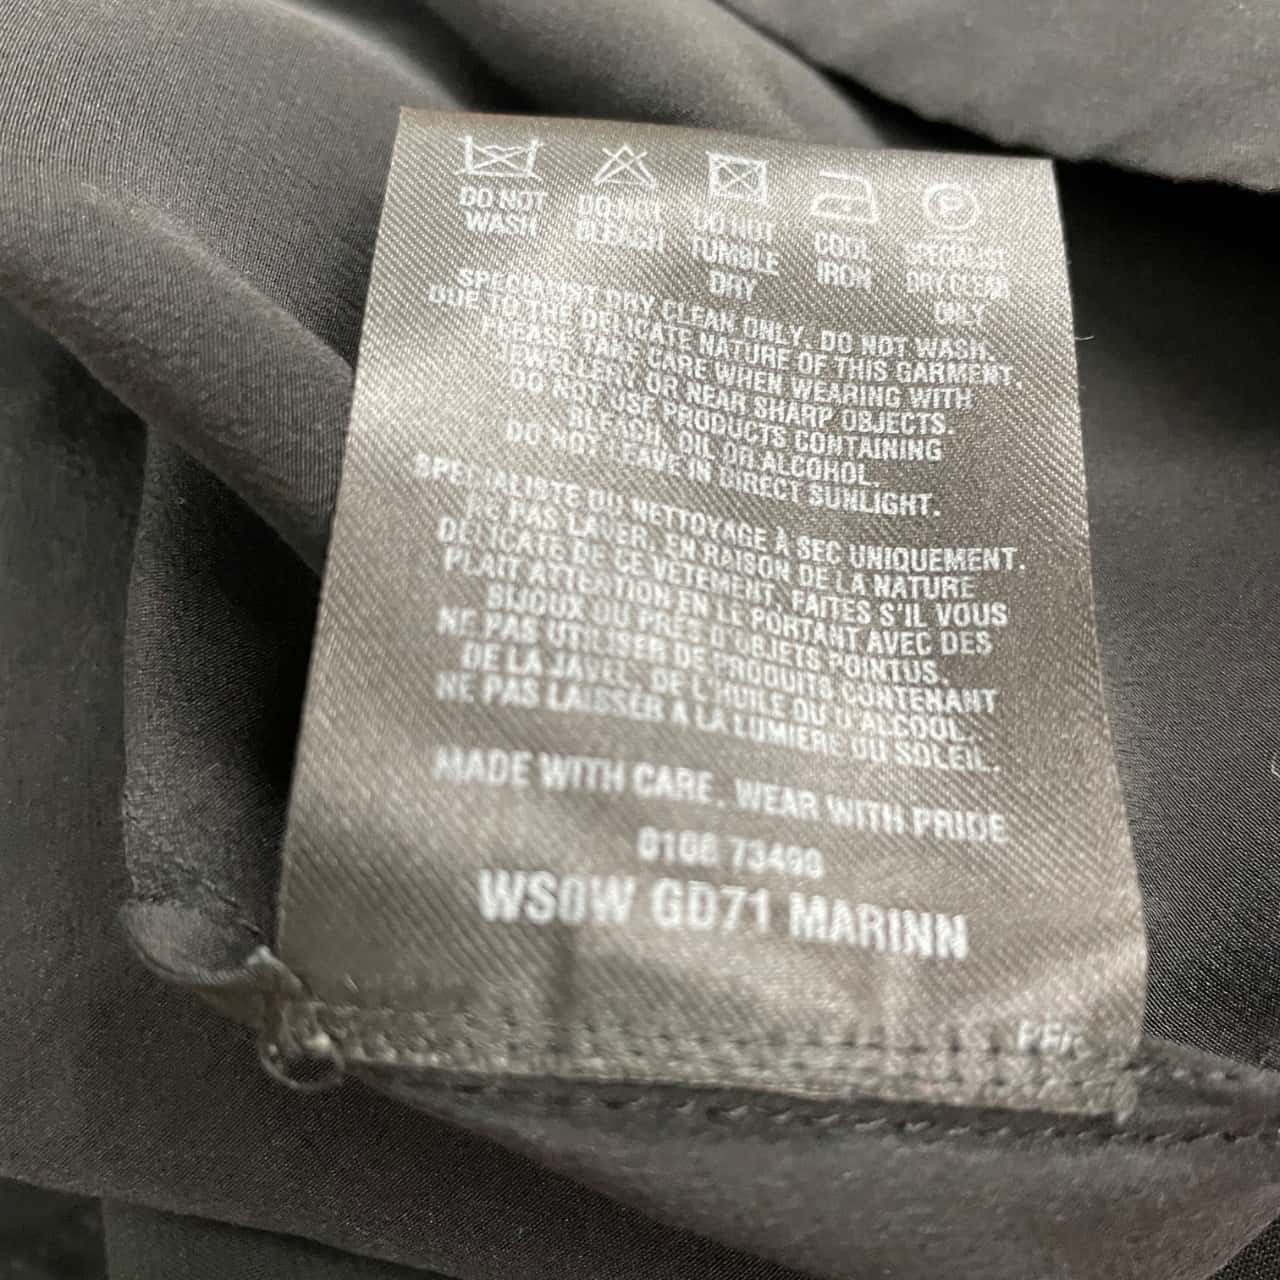 DO NOT WASH
DO NOT BLEACH
DO NOT TUMBLE DRY
COOL IRON
SPECIALIST DRY CLEAN ONLY
SPECIALIST DRY CLEAN ONLY. DO NOT WASH.
DUE TO THE DELICATE NATURE OF THIS GARMENT,
PLEASE TAKE CARE WHEN WEARING WITH
JEWELLERY OR NEAR SHARP OBJECTS.
DO NOT USE PRODUCTS CONTAINING
BLEACH, OIL OR ALCOHOL.
DO NOT LEAVE IN DIRECT SUNLIGHT.
SPECIALISTE DU NETTOYAGE À SEC UNIQUEMENT.
NE PAS LAVER. EN RAISON DE LA NATURE
DELICATE DE CE VETEMENT, FAITES S'IL VOUS
PLAIT ATTENTION EN LE PORTANT AVEC DES
BIJOUX OU PRÈS D'OBJETS POINTUS.
NE PAS UTILISER DE PRODUITS CONTENANT
DE LA JAVEL, DE L'HUILE OU D'ALCOOL.
NE PAS LAISSER A LA LUMIERE DU SOLEIL.
MADE WITH CARE. WEAR WITH PRIDE
WS0W GD71 MARINN